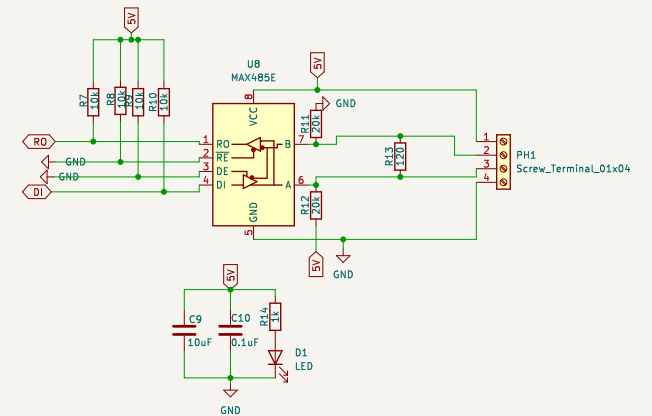 5V
R7
10k
R8
10k
R9
10k
R10
10k
U8
MAX485E
5V
8
VCC
R11
20k
GND
RO
1
RO
B
7
GND
2
RE
GND
3
DE
DI
4
DI
A
6
GND
5
R13
120
R12
20k
5V
GND
1
2
3
4
PH1
Screw_Terminal_01x04
5V
C9
10uF
C10
0.1uF
R14
1k
D1
LED
GND